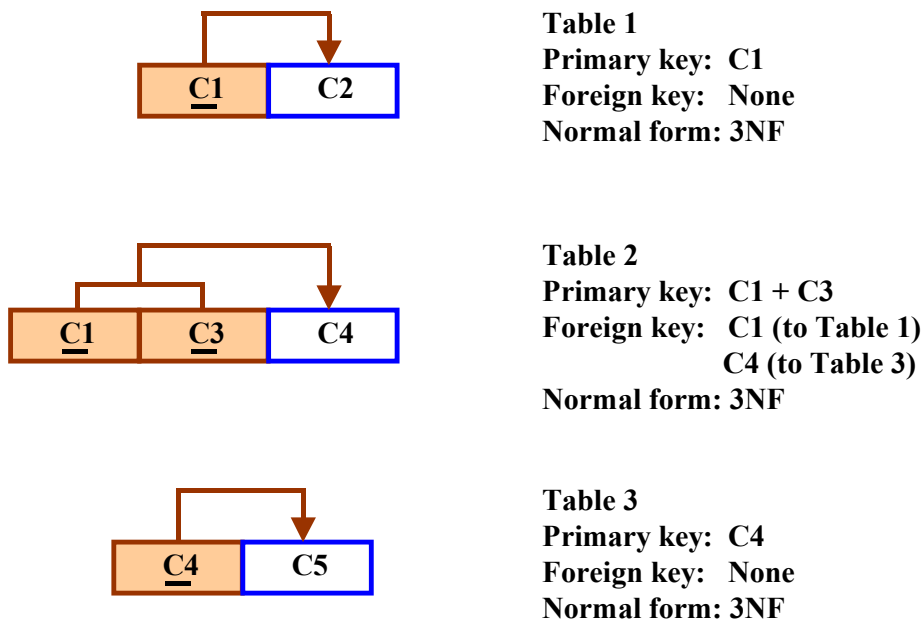 C1 C2
Table 1
Primary key: C1
Foreign key: None
Normal form: 3NF
C1 C3 C4
Table 2
Primary key: C1 + C3
Foreign key: C1 (to Table 1)
C4 (to Table 3)
Normal form: 3NF
C4 C5
Table 3
Primary key: C4
Foreign key: None
Normal form: 3NF